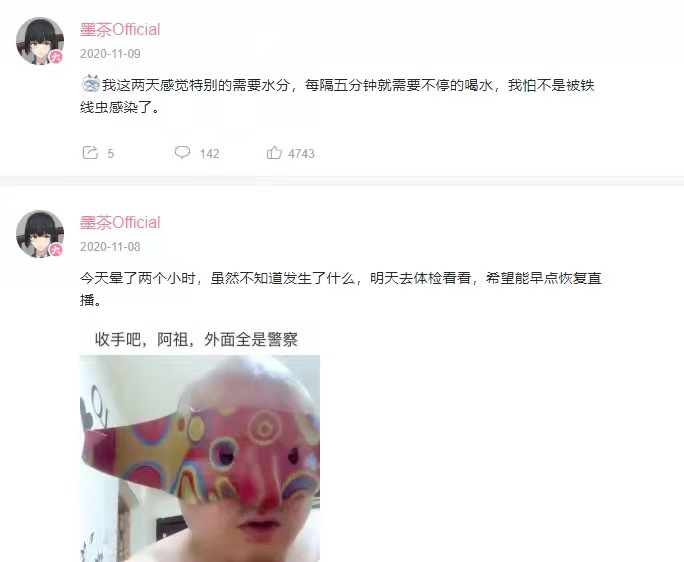 墨茶Official
2020-11-09
我这两天感觉特别的需要水分，每隔五分钟就需要不停的喝水，我怕不是被铁
线虫感染了。
5 142 4743
墨茶Official
2020-11-08
今天晕了两个小时，虽然不知道发生了什么，明天去体检看看，希望能早点恢复直
播。
收手吧，阿祖，外面全是警察